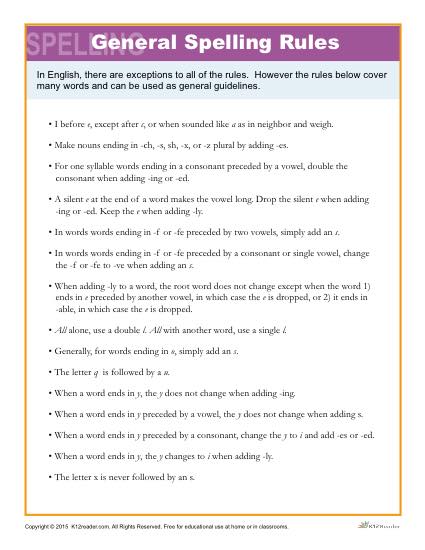 SPELLING
General Spelling Rules
In English, there are exceptions to all of the rules.  However the rules below cover
many words and can be used as general guidelines.
• I before e, except after c, or when sounded like a as in neighbor and weigh.
• Make nouns ending in -ch, -s, sh, -x, or -z plural by adding -es.
• For one syllable words ending in a consonant preceded by a vowel, double the
consonant when adding -ing or -ed.
• A silent e at the end of a word makes the vowel long. Drop the silent e when adding
-ing or -ed. Keep the e when adding -ly.
• In words words ending in -f or -fe preceded by two vowels, simply add an s.
• In words words ending in -f or -fe preceded by a consonant or single vowel, change
the -f or -fe to -ve when adding an s.
• When adding -ly to a word, the root word does not change except when the word 1)
ends in e preceded by another vowel, in which case the e is dropped, or 2) it ends in
-able, in which case the e is dropped.
• All alone, use a double l. All with another word, use a single l.
• Generally, for words ending in o, simply add an s.
• The letter q  is followed by a u.
• When a word ends in y, the y does not change when adding -ing.
• When a word ends in y preceded by a vowel, the y does not change when adding s.
• When a word ends in y preceded by a consonant, change the y to i and add -es or -ed.
• When a word ends in y, the y changes to i when adding -ly.
• The letter x is never followed by an s.
Copyright © 2015  K12reader.com. All Rights Reserved. Free for educational use at home or in classrooms.
K12Reader